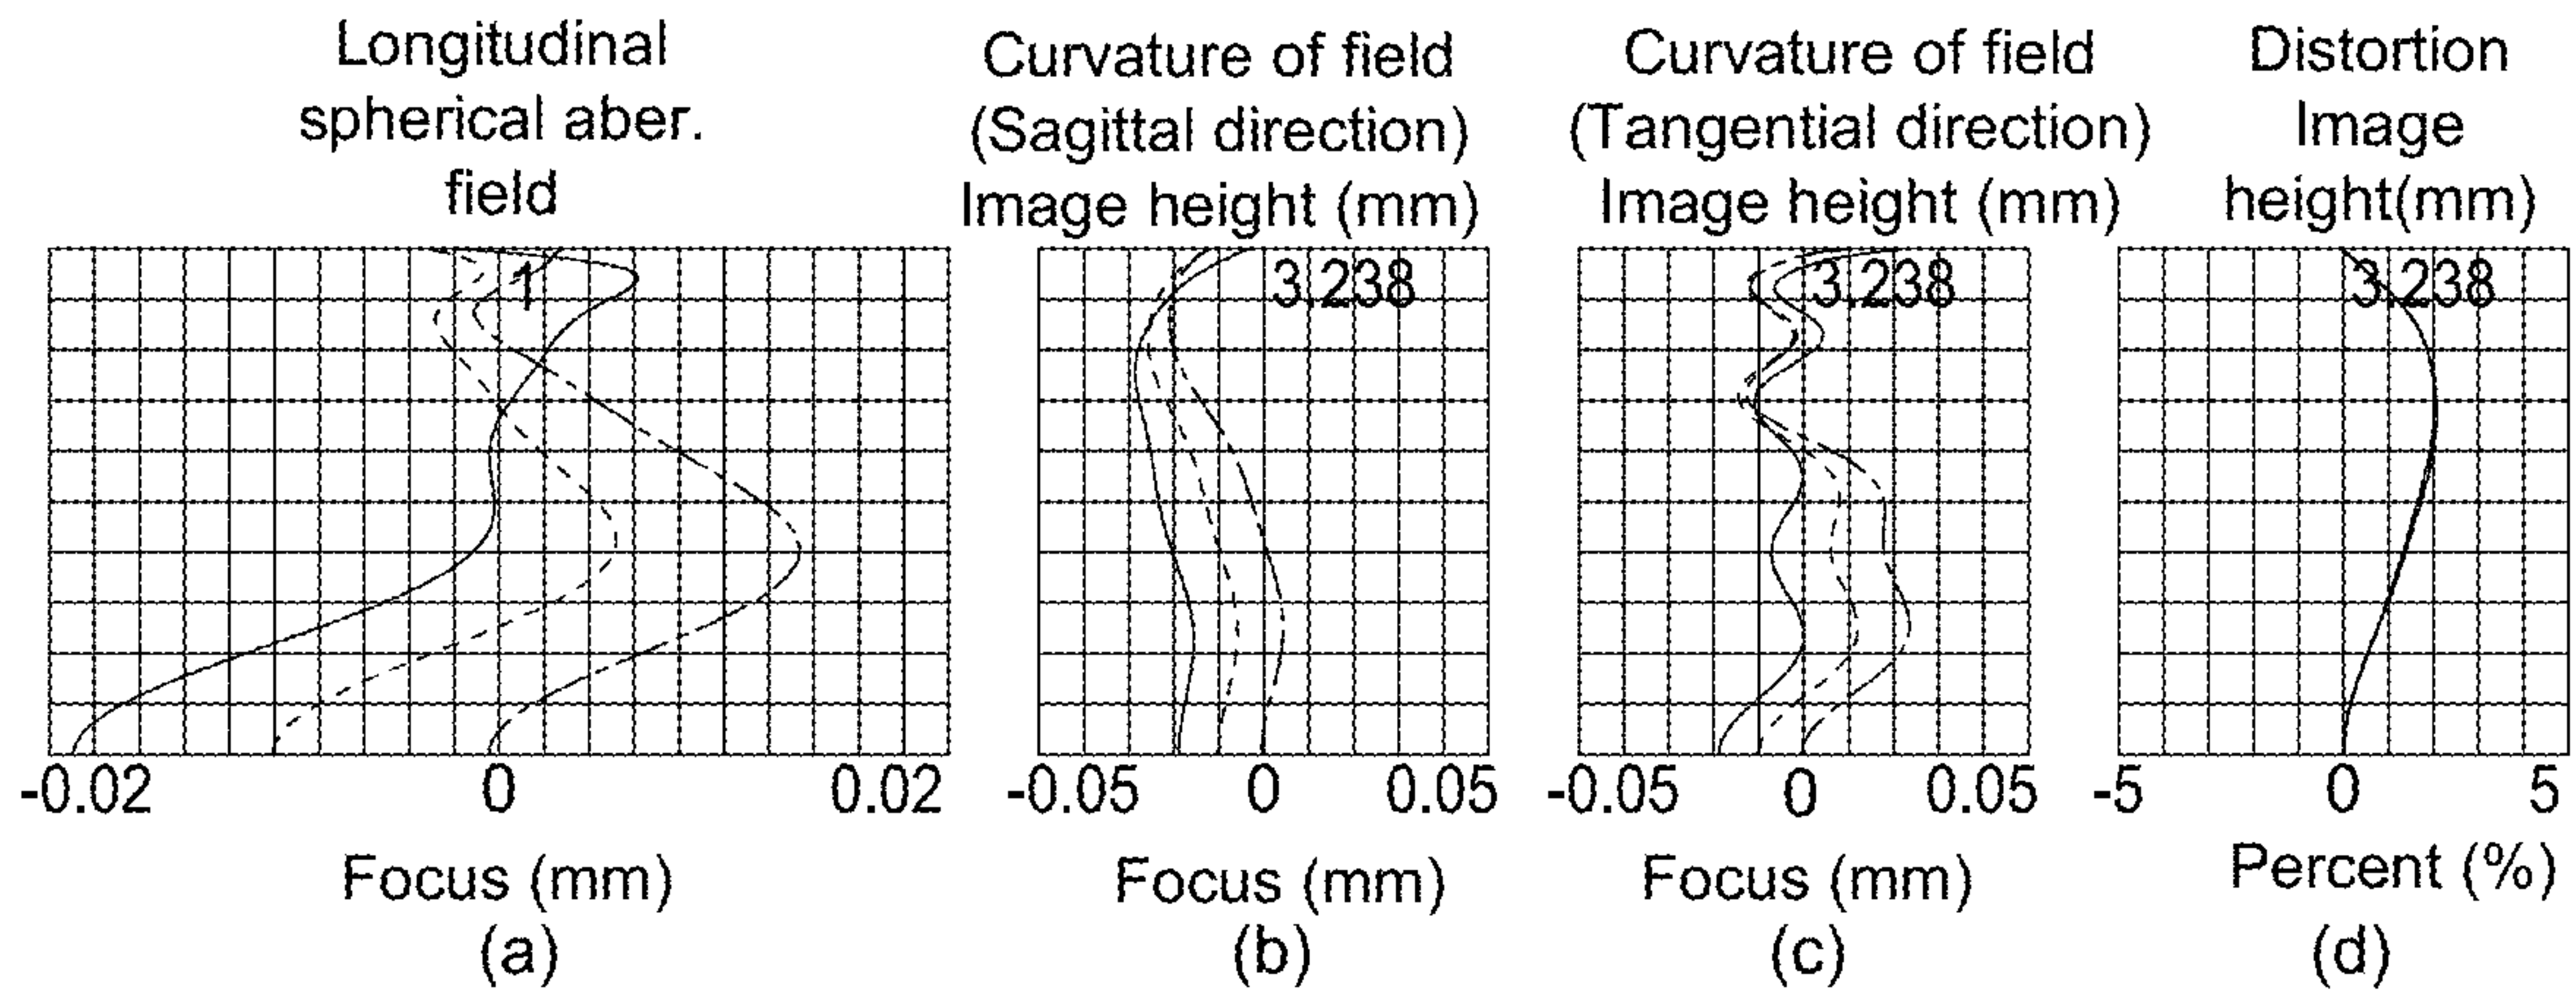 Longitudinal
spherical aber.
field
1
-0.02 0 0.02
Focus (mm)
(a)
Curvature of field
(Sagittal direction)
Image height (mm)
3.238
-0.05 0 0.05
Focus (mm)
(b)
Curvature of field
(Tangential direction)
Image height (mm)
3.238
-0.05 0 0.05
Focus (mm)
(c)
Distortion
Image
height(mm)
3.238
-5 0 5
Percent (%)
(d)